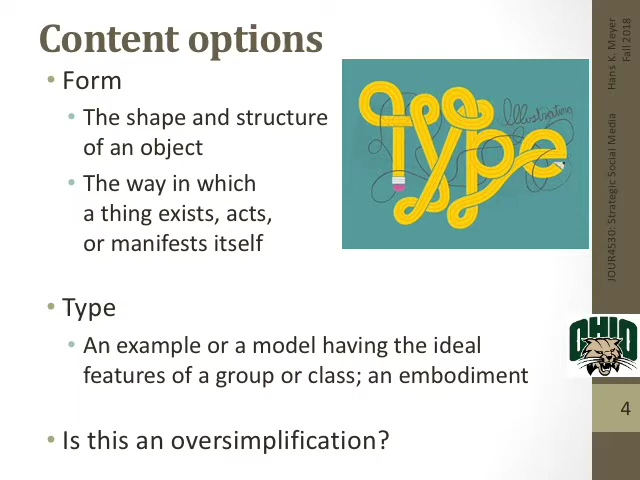 Content options
• Form
• The shape and structure
of an object
• The way in which
a thing exists, acts,
or manifests itself
Type
Illustration
• Type
• An example or a model having the ideal
features of a group or class; an embodiment
• Is this an oversimplification?
JOUR4530: Strategic Social Media Hans K. Meyer
Fall 2018
OHIO
4